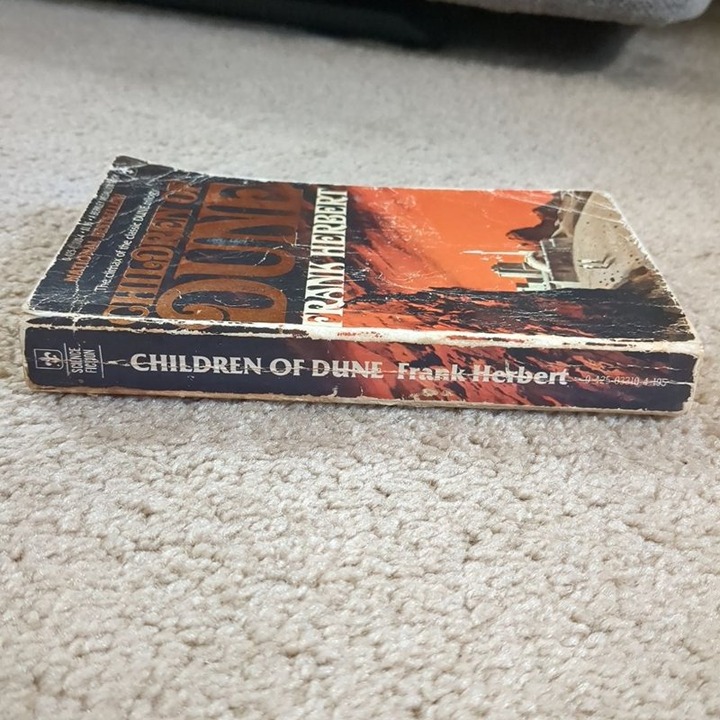 The climax of the classic DUNE trilogy
CHILDREN OF
DUNE
FRANK HERBERT
SCIENCE
FICTION
CHILDREN OF DUNE Frank Herbert